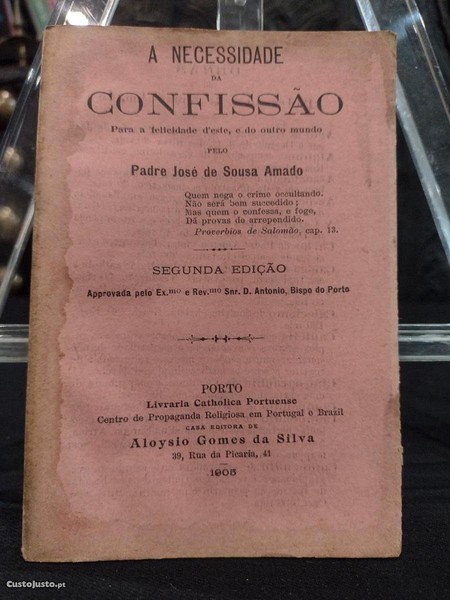 A NECESSIDADE
DA
CONFISSÃO
Para a felicidade d'este, e do outro mundo
PELO
Padre José de Sousa Amado
Quem nega o crime occultando.
Não será bem succedido;
Mas quem o confessa, e foge,
Dá provas de arrependido.
Proverbios de Salomão, cap. 13.
SEGUNDA EDIÇÃO
Approvada pelo Ex.mo e Rev.mo Snr. D. Antonio, Bispo do Porto
PORTO
Livraria Catholica Portuense
Centro de Propaganda Religiosa em Portugal e Brazil
CASA EDITORA DE
Aloysio Gomes da Silva
39, Rua da Picaria, 41
1905
CustoJusto.pt